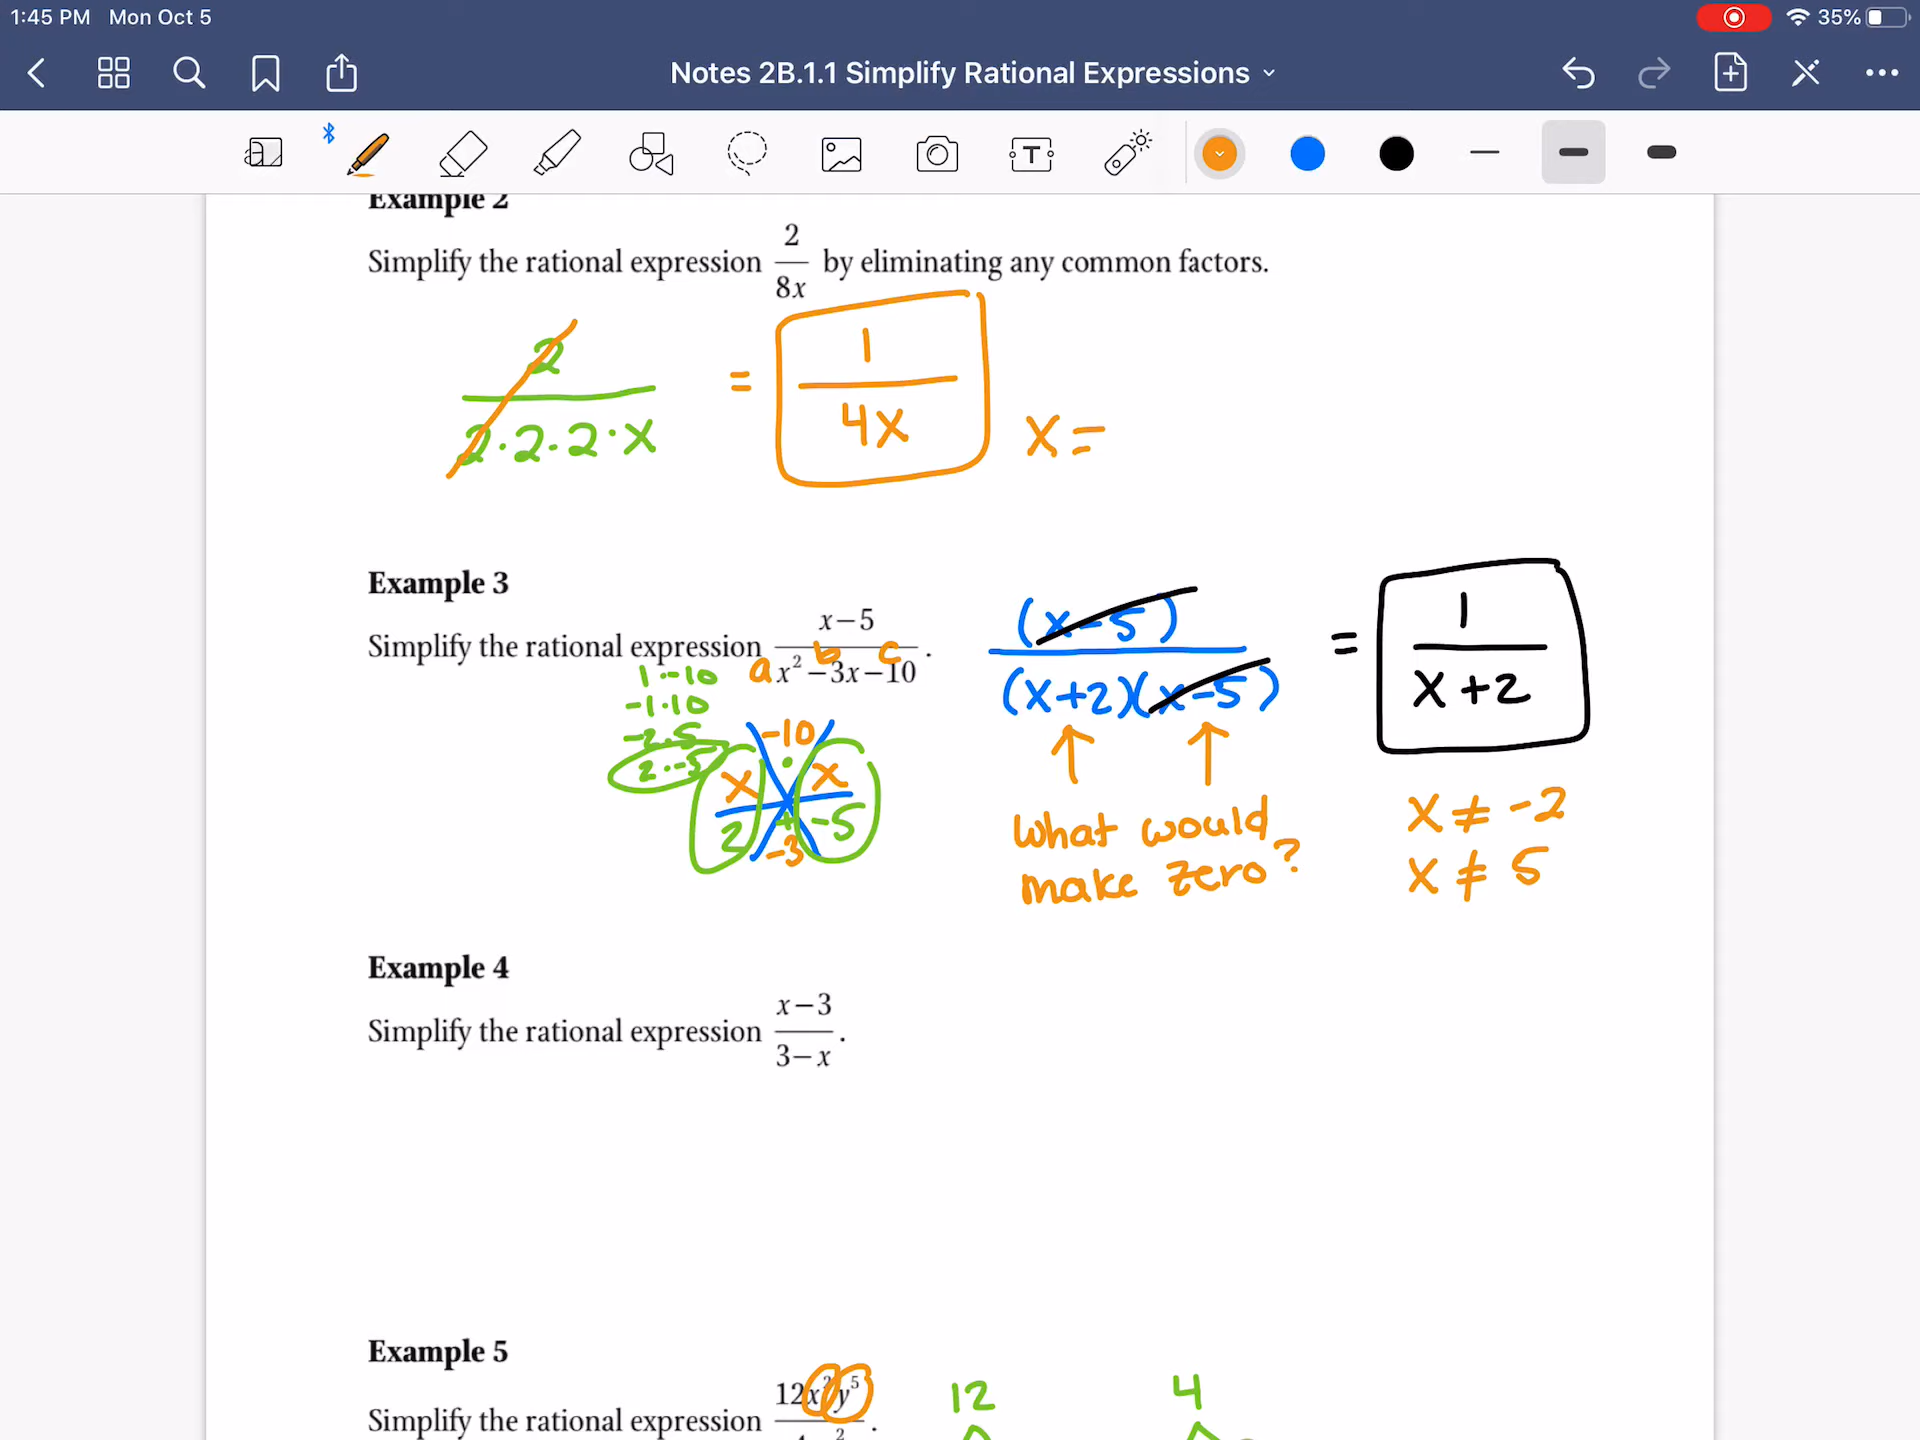 1:45 PM Mon Oct 5
35%
Notes 2B.1.1 Simplify Rational Expressions
T
Example 2
Simplify the rational expression 2/8x by eliminating any common factors.
2/2·2·2·x = 1/4x x=
Example 3
Simplify the rational expression x−5/x² −3x−10 .
a b c
(x-5)/(x+2)(x-5) = 1/x+2
1·-10
-1·10
-2·5
2·-5
-10
x x
2 + -5
-3
What would
make zero?
x ≠ -2
x ≠ 5
Example 4
Simplify the rational expression x−3/3−x .
Example 5
12 4
Simplify the rational expression 12x²y⁵ .